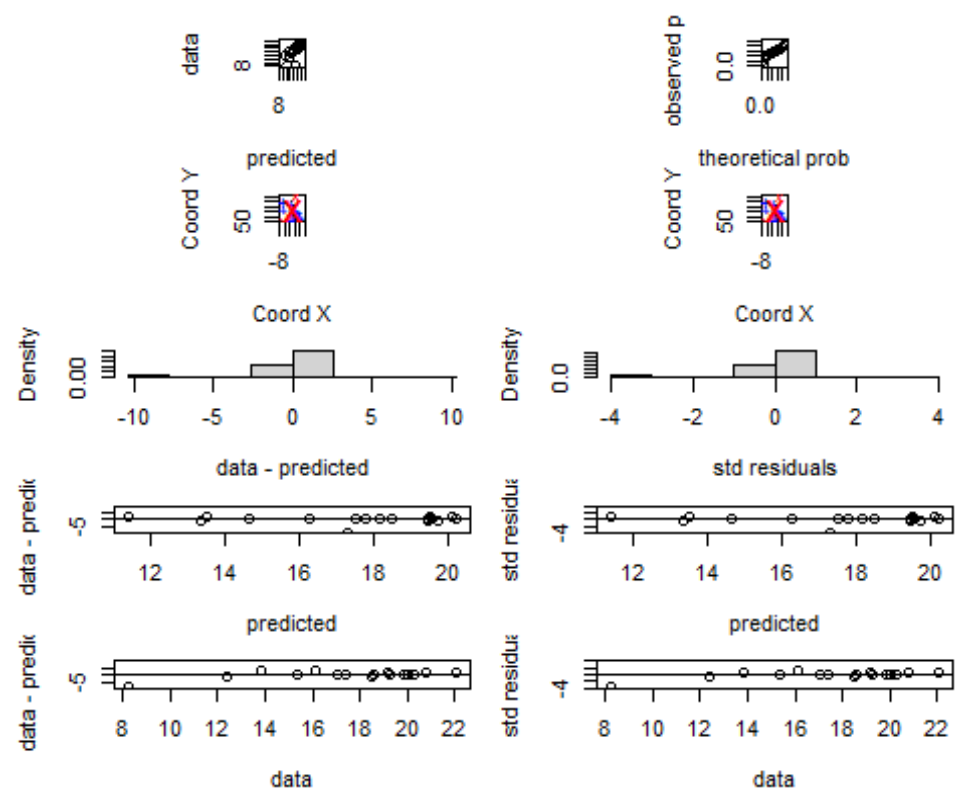 data
8
8
predicted
observed p
0.0
0.0
theoretical prob
Coord Y
50
-8
Coord X
Coord Y
50
-8
Coord X
Density
0.00
-10 -5 0 5 10
data - predicted
Density
0.0
-4 -2 0 2 4
std residuals
data - predic
-5
12 14 16 18 20
predicted
std residua
-4
12 14 16 18 20
predicted
data - predic
-5
8 10 12 14 16 18 20 22
data
std residua
-4
8 10 12 14 16 18 20 22
data